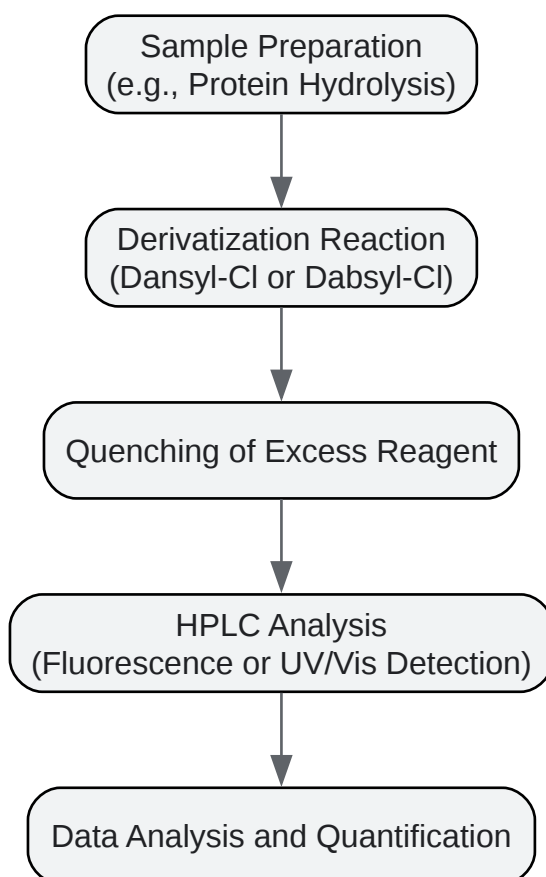 Sample Preparation
(e.g., Protein Hydrolysis)
Derivatization Reaction
(Dansyl-Cl or Dabsyl-Cl)
Quenching of Excess Reagent
HPLC Analysis
(Fluorescence or UV/Vis Detection)
Data Analysis and Quantification